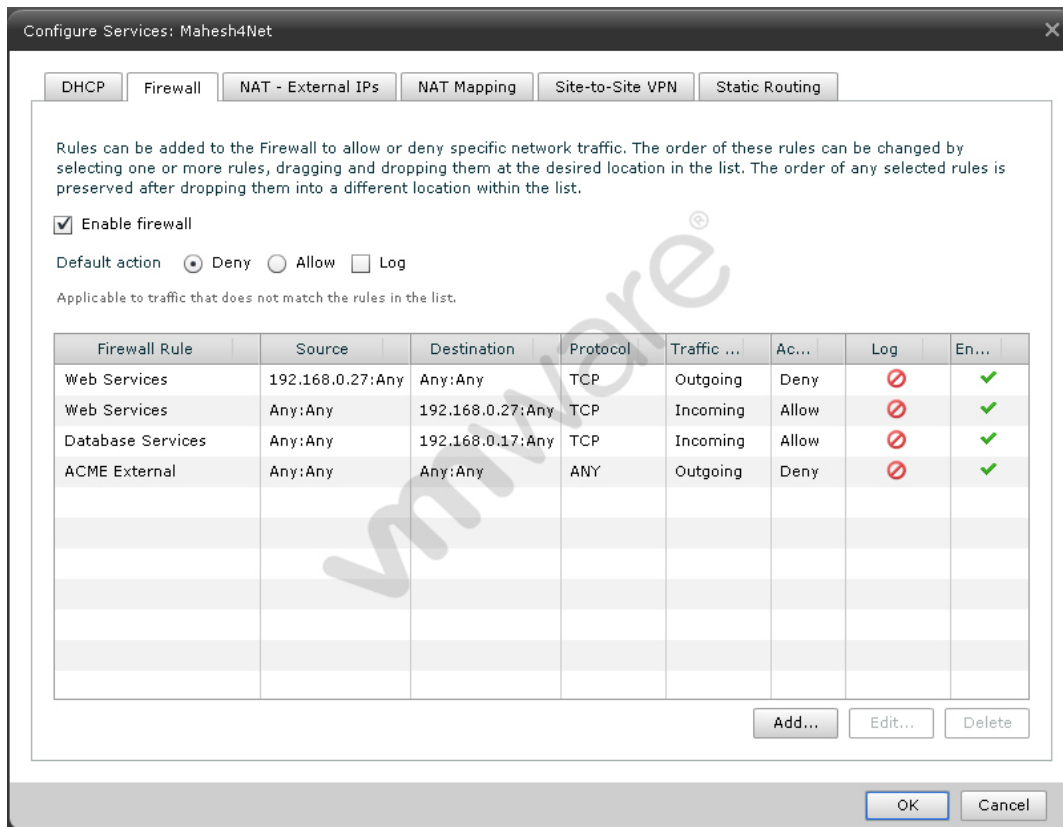 Configure Services: Mahesh4Net
DHCP Firewall NAT - External IPs NAT Mapping Site-to-Site VPN Static Routing
Rules can be added to the Firewall to allow or deny specific network traffic. The order of these rules can be changed by
selecting one or more rules, dragging and dropping them at the desired location in the list. The order of any selected rules is
preserved after dropping them into a different location within the list.
Enable firewall
Default action Deny Allow Log
Applicable to traffic that does not match the rules in the list.
Firewall Rule Source Destination Protocol Traffic ... Ac... Log En...
Web Services 192.168.0.27:Any Any:Any TCP Outgoing Deny
Web Services Any:Any 192.168.0.27:Any TCP Incoming Allow
Database Services Any:Any 192.168.0.17:Any TCP Incoming Allow
ACME External Any:Any Any:Any ANY Outgoing Deny
vmware®
Add... Edit... Delete
OK Cancel